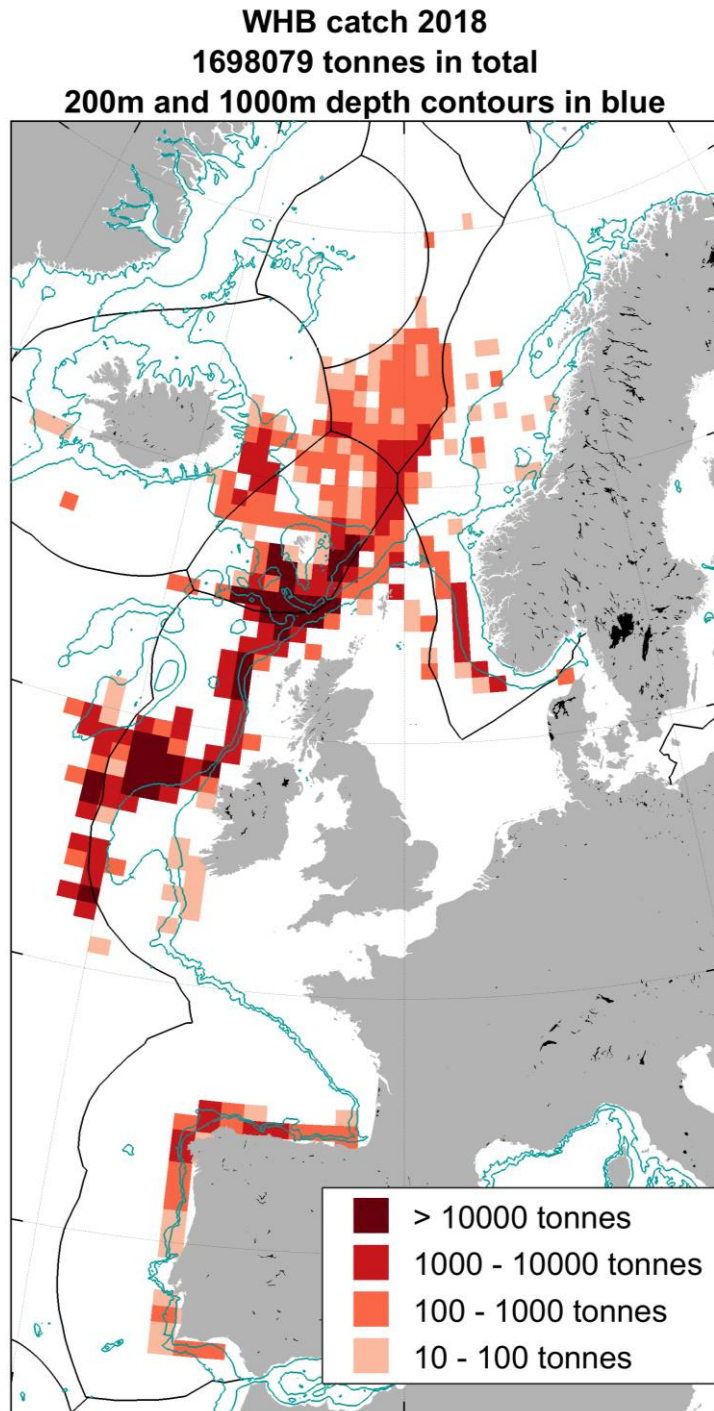 WHB catch 2018
1698079 tonnes in total
200m and 1000m depth contours in blue
> 10000 tonnes
1000 - 10000 tonnes
100 - 1000 tonnes
10 - 100 tonnes